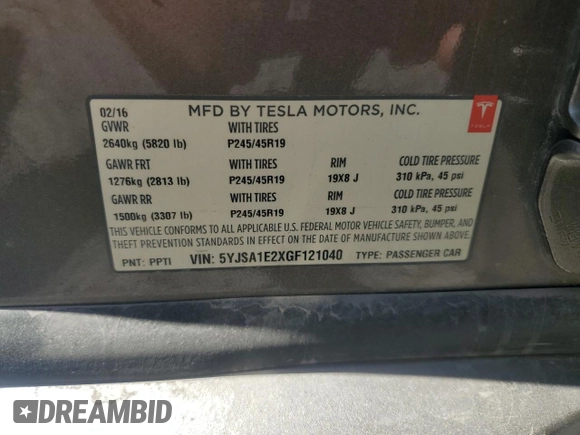 02/16 MFD BY TESLA MOTORS, INC.
GVWR WITH TIRES
2640kg (5820 lb) P245/45R19
TESLA
GAWR FRT WITH TIRES RIM COLD TIRE PRESSURE
1276kg (2813 lb) P245/45R19 19X8 J 310 kPa, 45 psi
GAWR RR WITH TIRES RIM COLD TIRE PRESSURE
1500kg (3307 lb) P245/45R19 19X8 J 310 kPa, 45 psi
THIS VEHICLE CONFORMS TO ALL APPLICABLE U.S. FEDERAL MOTOR VEHICLE SAFETY, BUMPER, AND
THEFT PREVENTION STANDARDS IN EFFECT ON THE DATE OF MANUFACTURE SHOWN ABOVE.
PNT: PPTI VIN: 5YJSA1E2XGF121040 TYPE: PASSENGER CAR
DREAMBID